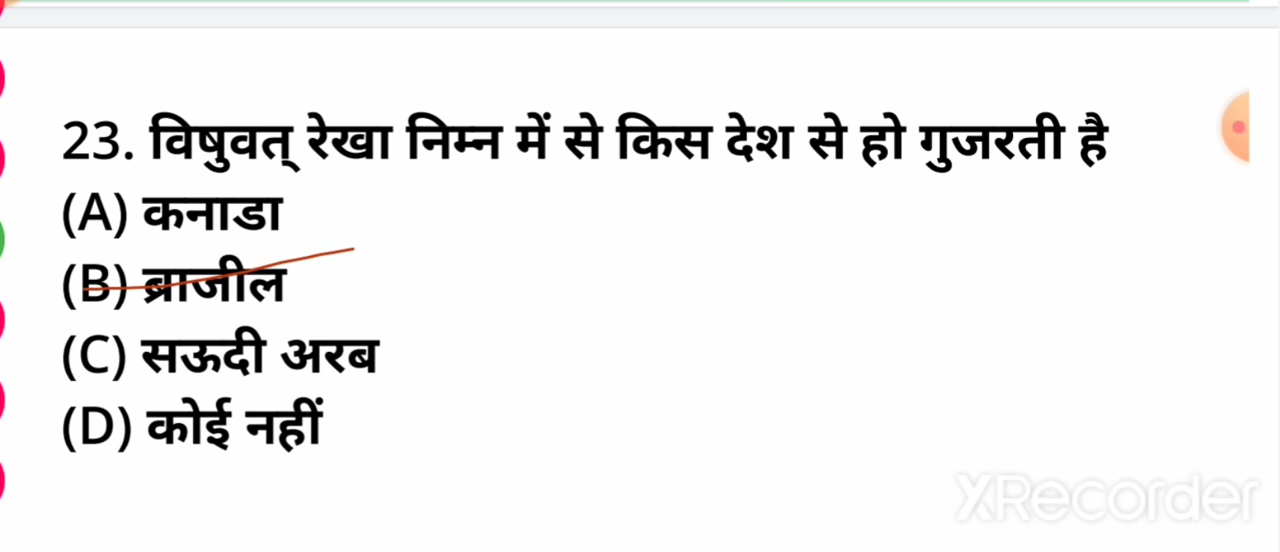 23. विषुवत् रेखा निम्न में से किस देश से हो गुजरती है
(A) कनाडा
(B) ब्राजील
(C) सऊदी अरब
(D) कोई नहीं
XRecorder